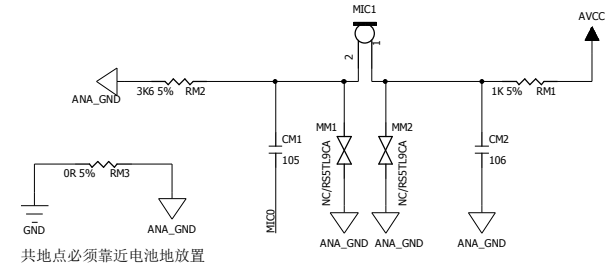 MIC1
AVCC
2
1
ANA_GND
3K6 5%
RM2
1K 5%
RM1
CM1
105
MM1
NC/RS5TL9CA
MM2
NC/RS5TL9CA
CM2
106
0R 5%
RM3
MIC0
GND
ANA_GND
ANA_GND
ANA_GND
ANA_GND
共地点必须靠近电池地放置